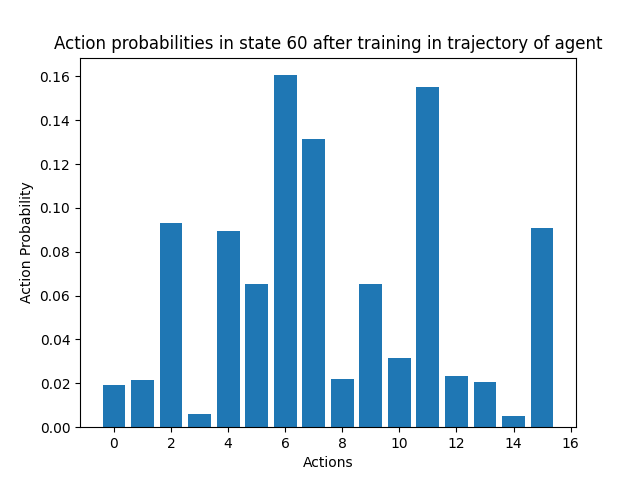 Action probabilities in state 60 after training in trajectory of agent
0.16
0.14
0.12
0.10
0.08
0.06
0.04
0.02
0.00
Action Probability
0 2 4 6 8 10 12 14 16
Actions